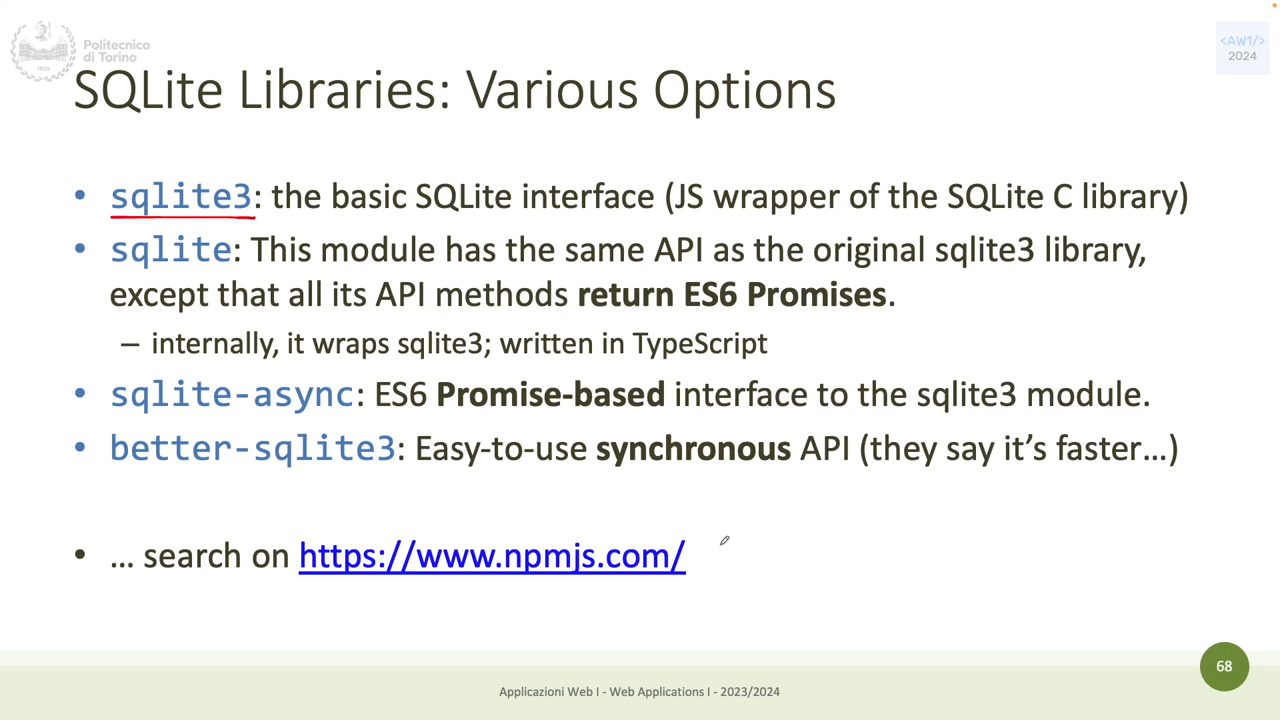 Politecnico
di Torino
1859
<AW1/>
2024
SQLite Libraries: Various Options
• sqlite3: the basic SQLite interface (JS wrapper of the SQLite C library)
• sqlite: This module has the same API as the original sqlite3 library,
except that all its API methods return ES6 Promises.
– internally, it wraps sqlite3; written in TypeScript
• sqlite-async: ES6 Promise-based interface to the sqlite3 module.
• better-sqlite3: Easy-to-use synchronous API (they say it’s faster…)
• … search on https://www.npmjs.com/
68
Applicazioni Web I - Web Applications I - 2023/2024